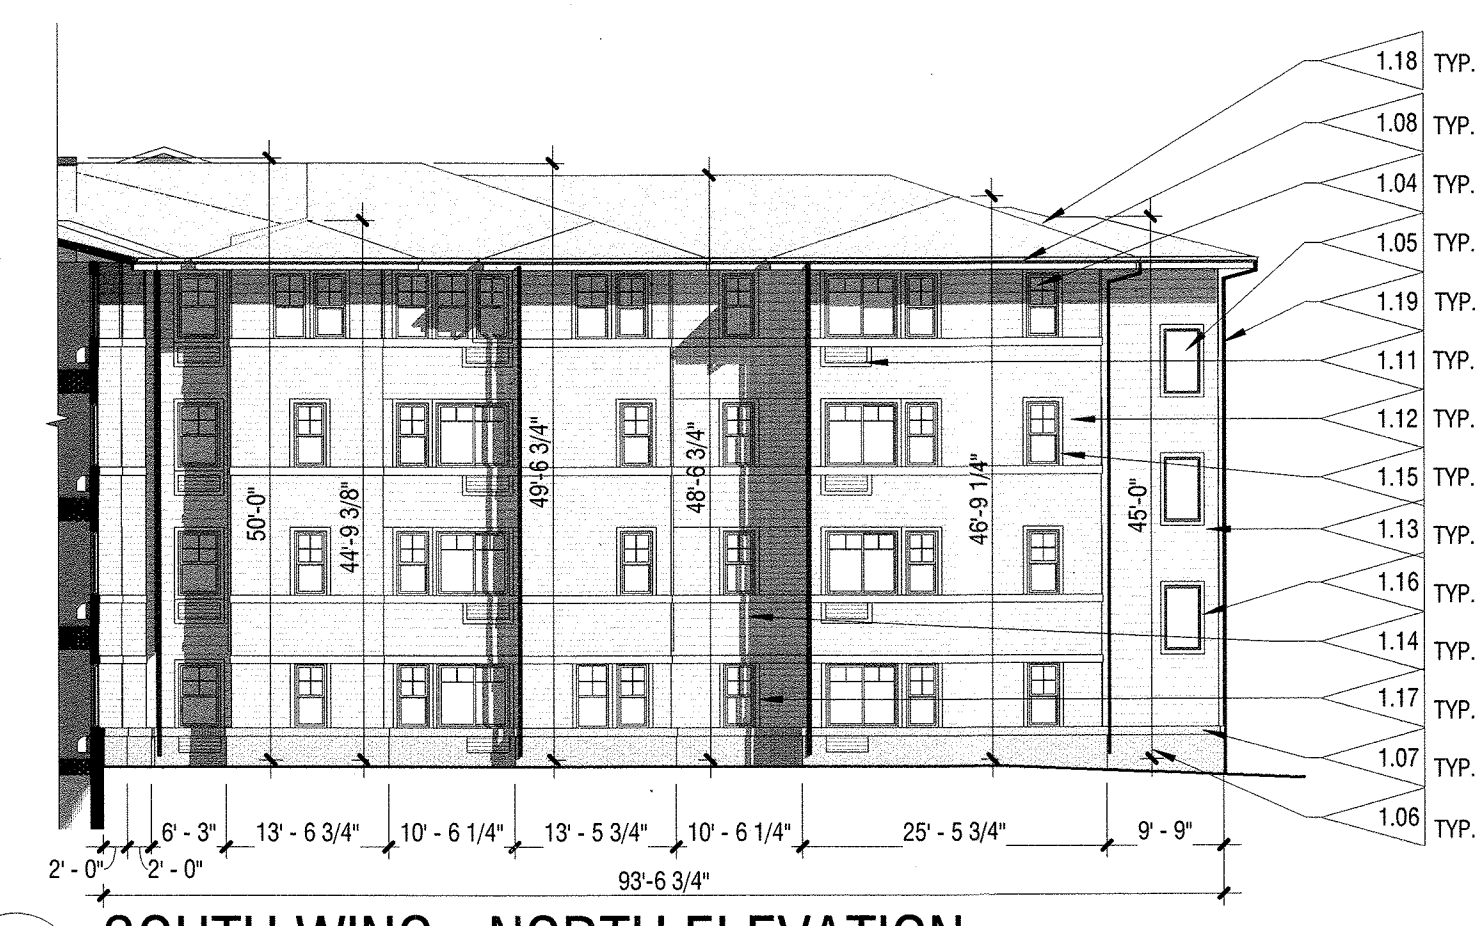 1.18 TYP.
1.08 TYP.
1.04 TYP.
1.05 TYP.
1.19 TYP.
1.11 TYP.
1.12 TYP.
1.15 TYP.
1.13 TYP.
1.16 TYP.
1.14 TYP.
1.17 TYP.
1.07 TYP.
1.06 TYP.
50'-0"
44'-9 3/8"
49'-6 3/4"
48'-6 3/4"
46'-9 1/4"
45'-0"
6' - 3" 13' - 6 3/4" 10' - 6 1/4" 13' - 5 3/4" 10' - 6 1/4" 25' - 5 3/4" 9' - 9"
2' - 0" 2' - 0"
93'-6 3/4"
SOUTH WING - NORTH ELEVATION